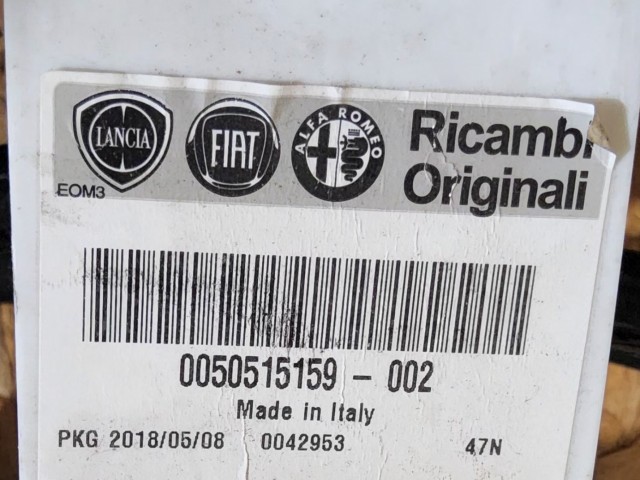 LANCIA FIAT ALFA ROMEO Ricambi
Originali
EOM3
0050515159 - 002
Made in Italy
PKG 2018/05/08 0042953 47N